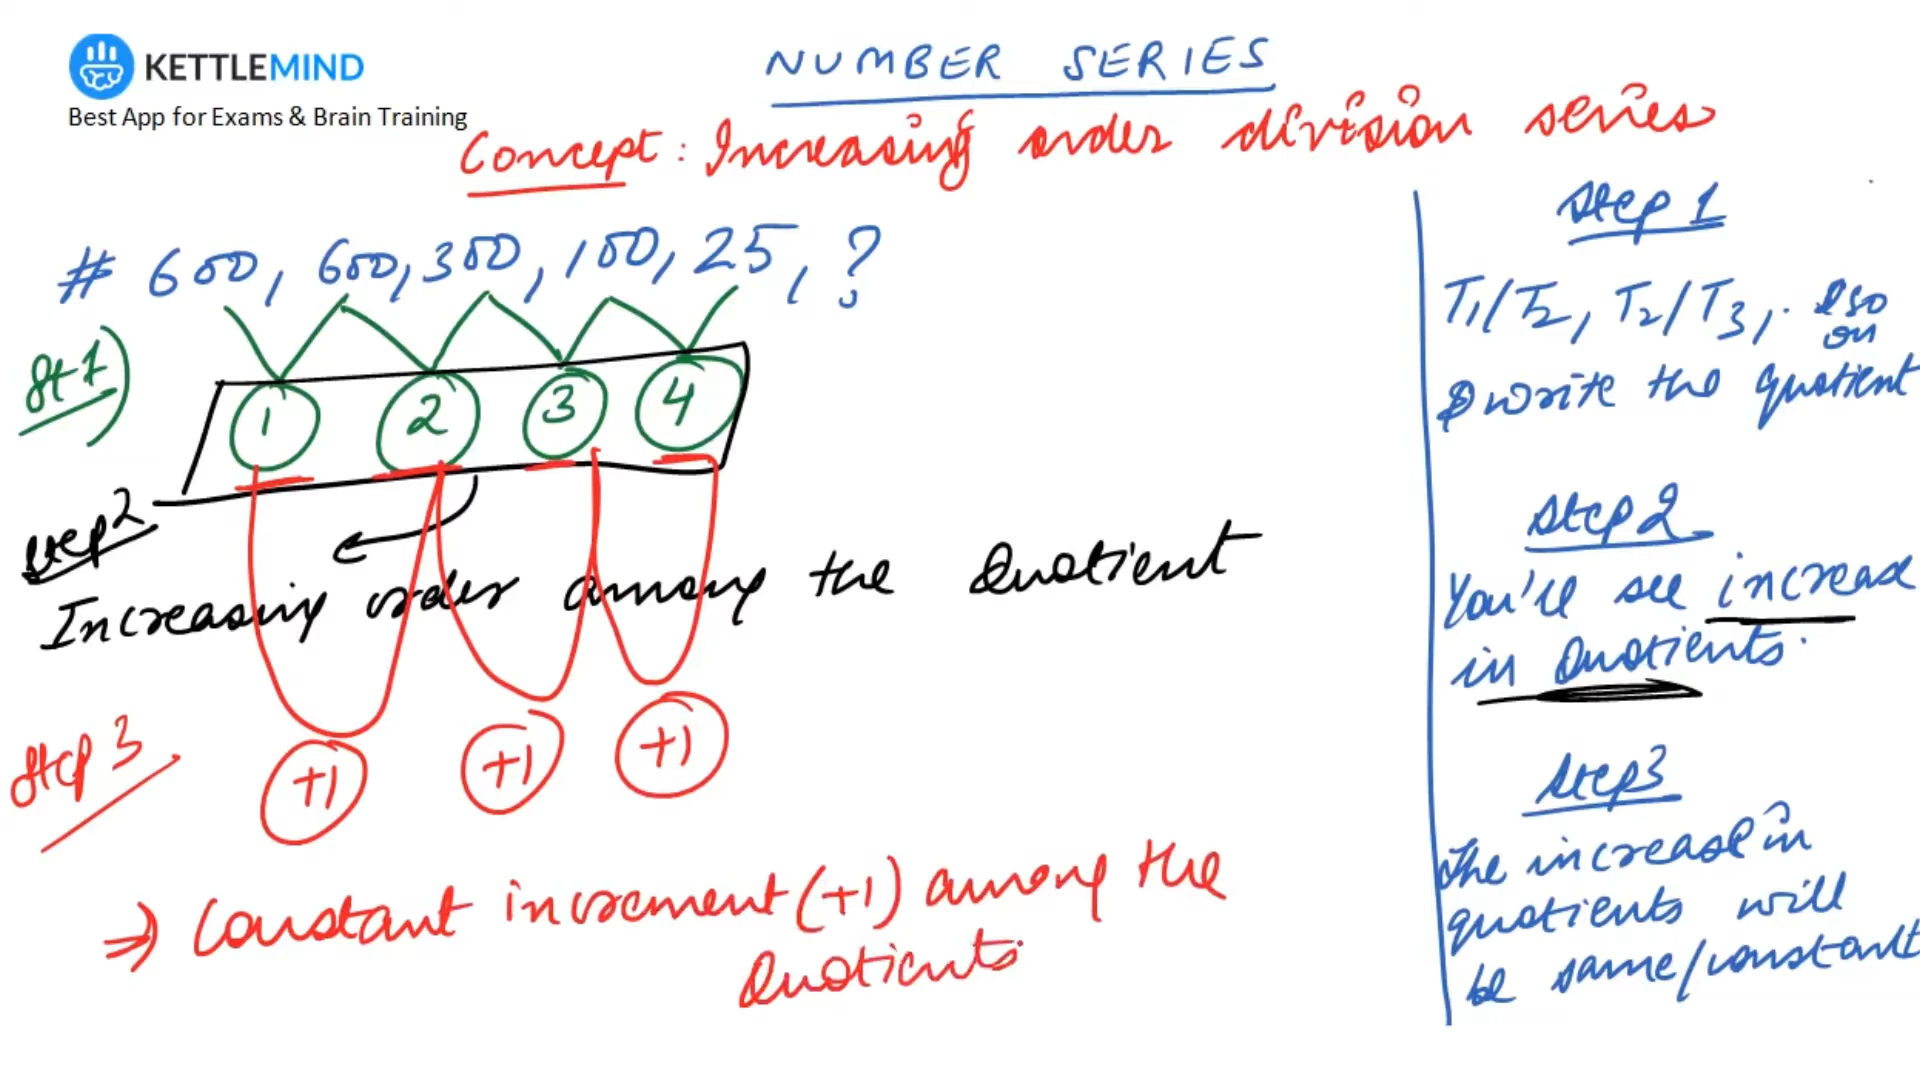 KETTLEMIND
Best App for Exams & Brain Training
NUMBER SERIES
Concept: Increasing order division series
# 600, 600, 300, 100, 25, ?
St 1)
1 2 3 4
Step 2
Increasing order among the Quotient
Step 3
+1 +1 +1
⇒ Constant increment (+1) among the
Quotients.
Step 1
T1/T2, T2/T3, . & so
on
& write the quotient
Step 2
You'll see increase
in Quotients.
Step 3
The increase in
quotients will
be same/constant